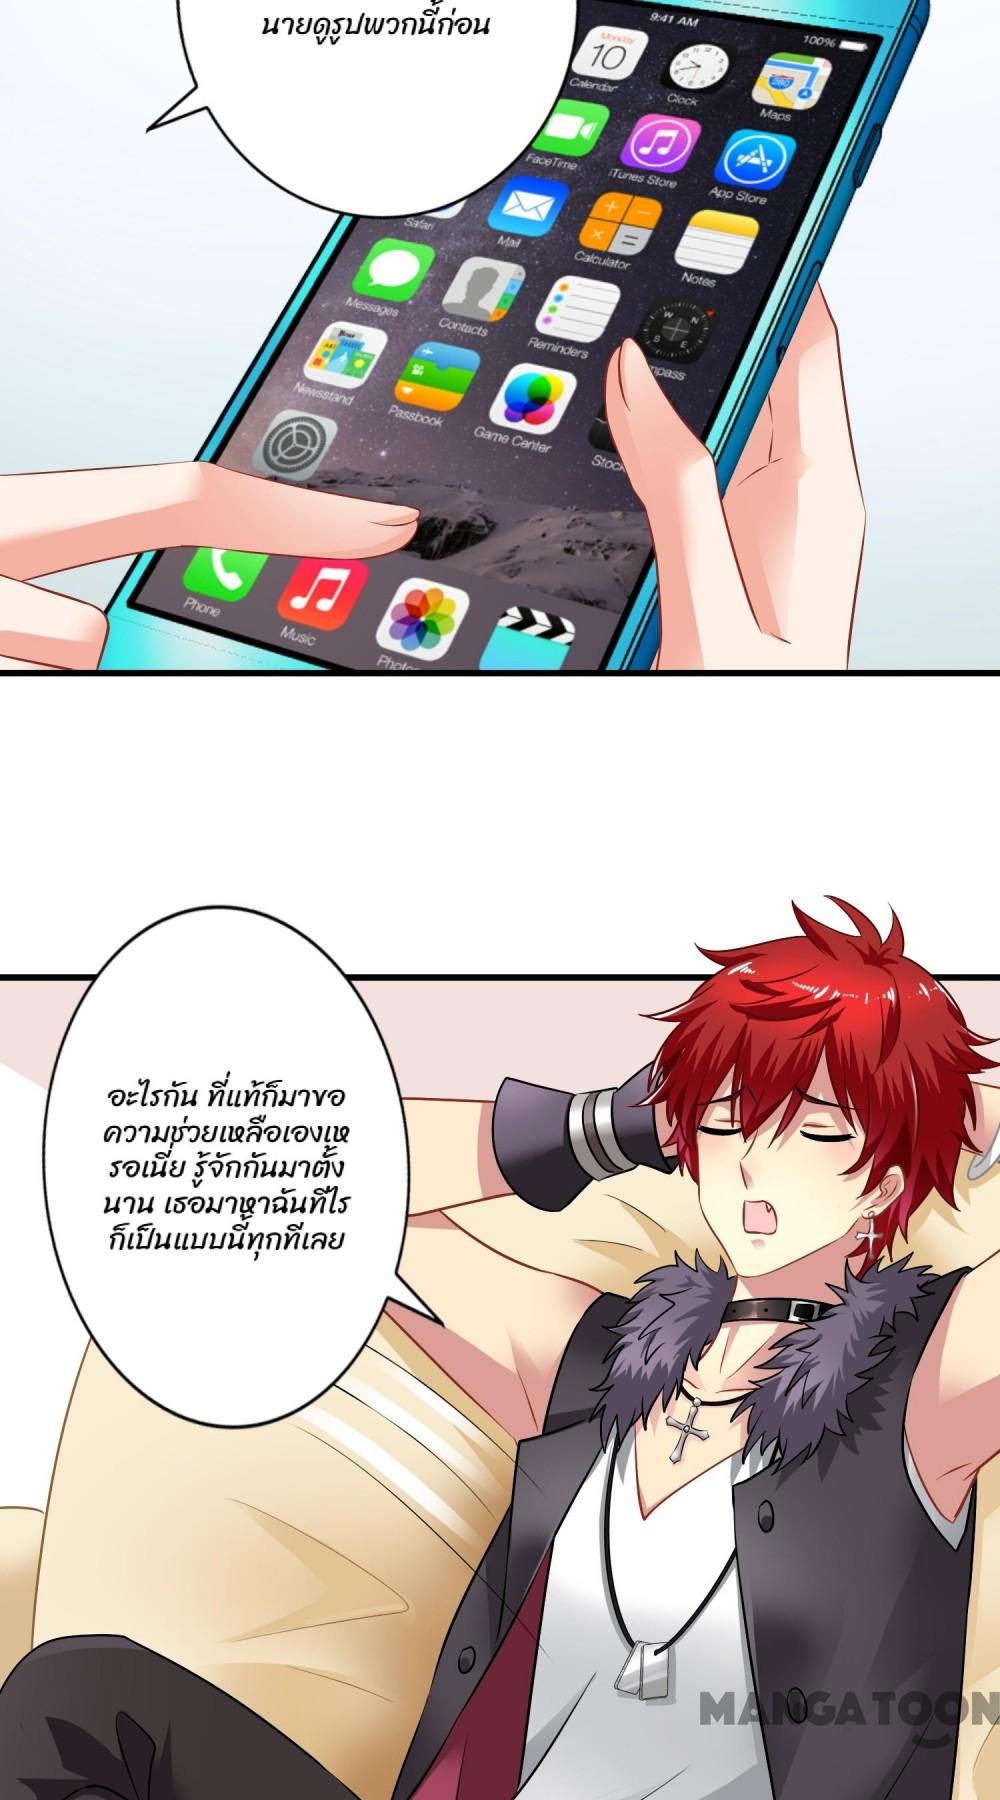 นายดูรูปพวกนี้ก่อน
9:41 AM
100%
Monday
10
Calendar
Clock
280
Maps
FaceTime
iTunes Store
App Store
Safari
Mail
Calculator
Notes
Messages
Contacts
Reminders
N
W
S
E
mpass
Newsstand
Passbook
Game Center
Stock
Phone
Music
Photos
อะไรกัน ที่แท้ก็มาขอ
ความช่วยเหลือเองเห
รอเนี่ย รู้จักกันมาตั้ง
นาน เธอมาหาฉันทีไร
ก็เป็นแบบนี้ทุกทีเลย
MANGATOON